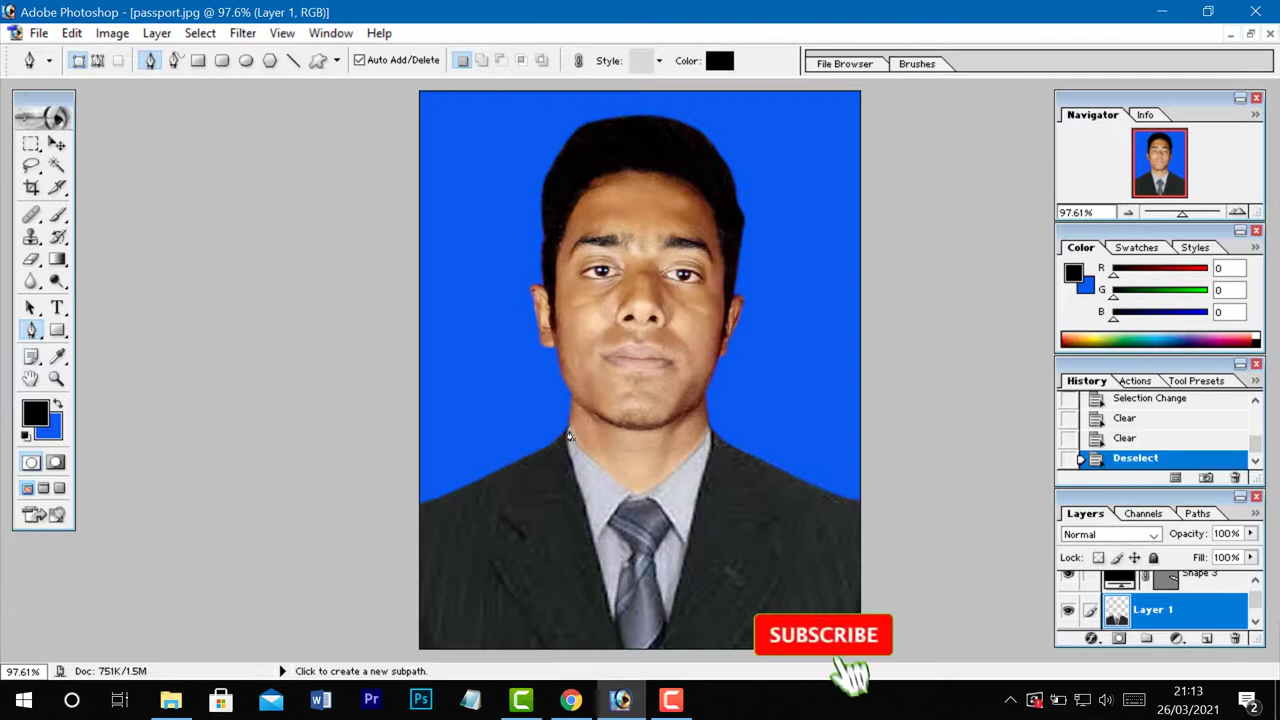 Adobe Photoshop - [passport.jpg @ 97.6% (Layer 1, RGB)]
File Edit Image Layer Select Filter View Window Help
Auto Add/Delete Style: Color: File Browser Brushes
Navigator Info
97.61%
Color Swatches Styles
R 0
G 0
B 0
History Actions Tool Presets
Selection Change
Clear
Clear
Deselect
Layers Channels Paths
Normal Opacity: 100%
Lock: Fill: 100%
Shape 3
Layer 1
SUBSCRIBE
97.61% Doc: 751K/1.5M Click to create a new subpath.
W Pr Ps
21:13
26/03/2021
2